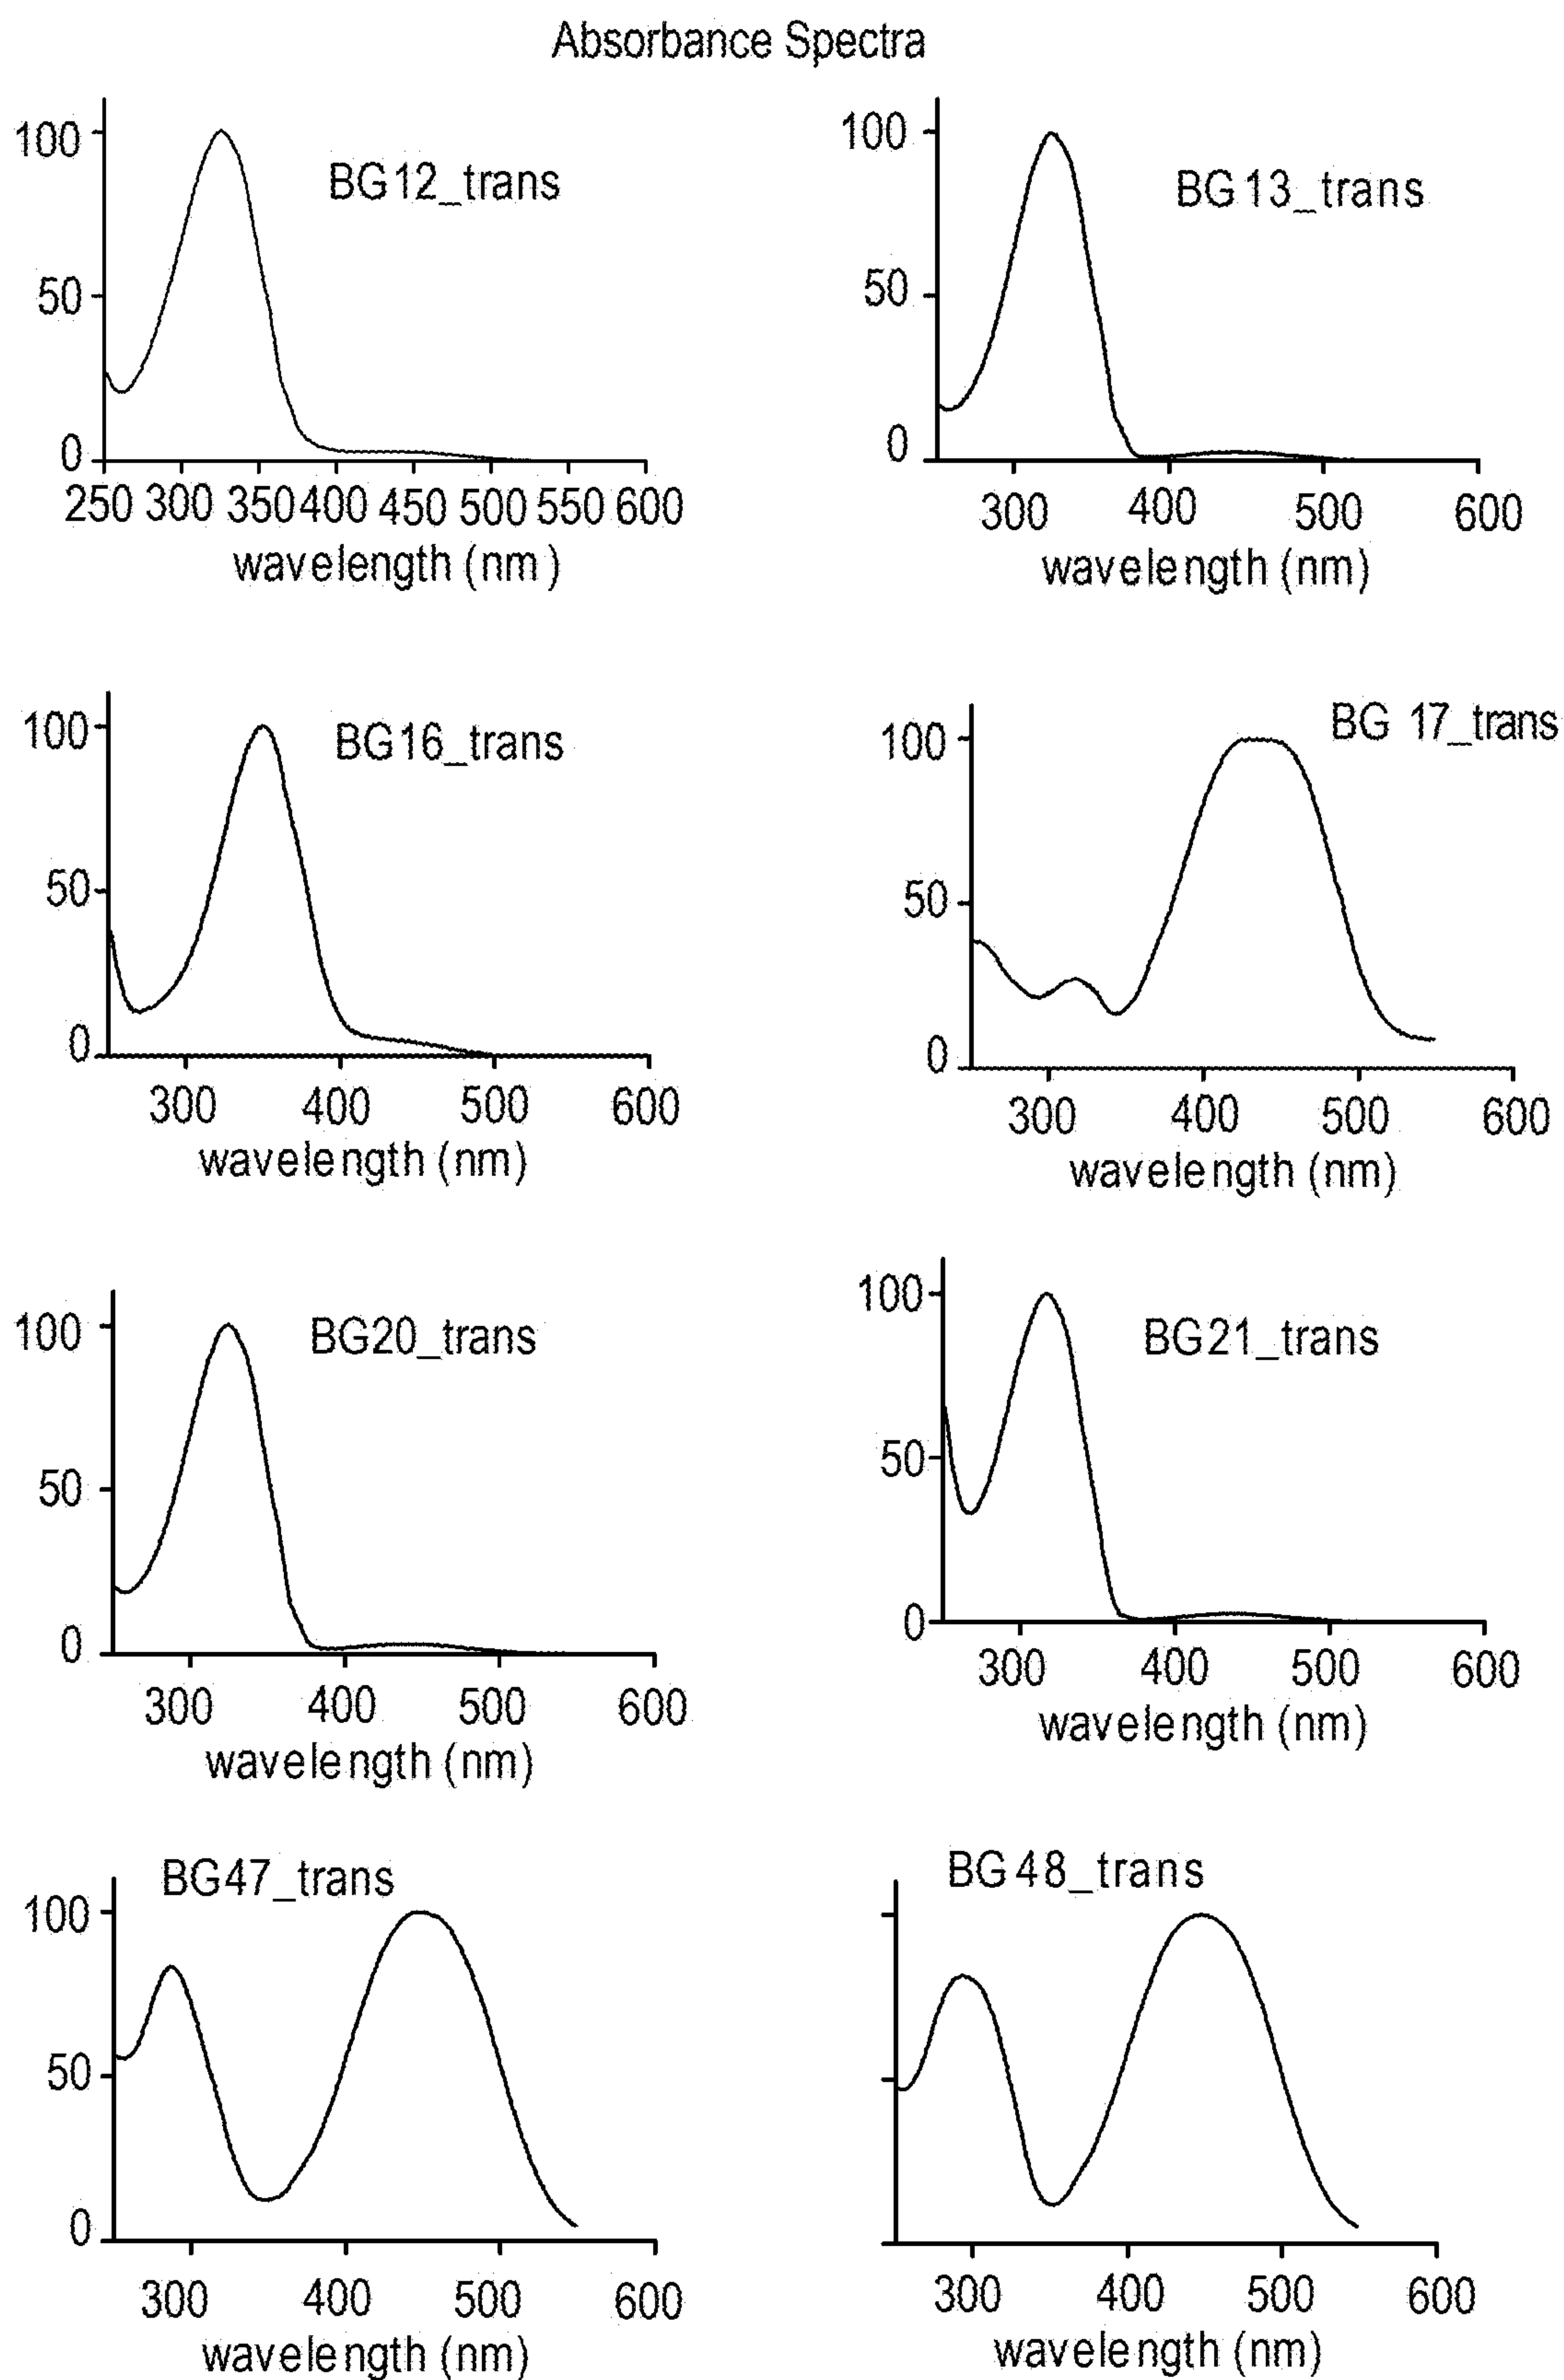 Absorbance Spectra
BG12_trans
100
50
0
250 300 350 400 450 500 550 600
wavelength (nm)
BG13_trans
100
50
0
300 400 500 600
wavelength (nm)
BG16_trans
100
50
0
300 400 500 600
wavelength (nm)
BG 17_trans
100
50
0
300 400 500 600
wavelength (nm)
BG20_trans
100
50
0
300 400 500 600
wavelength (nm)
BG21_trans
100
50
0
300 400 500 600
wavelength (nm)
BG47_trans
100
50
0
300 400 500 600
wavelength (nm)
BG48_trans
300 400 500 600
wavelength (nm)